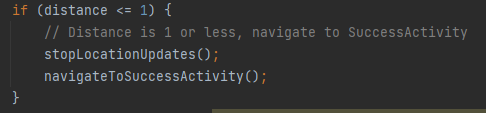 if (distance <= 1) {
    // Distance is 1 or less, navigate to SuccessActivity
    stopLocationUpdates();
    navigateToSuccessActivity();
}